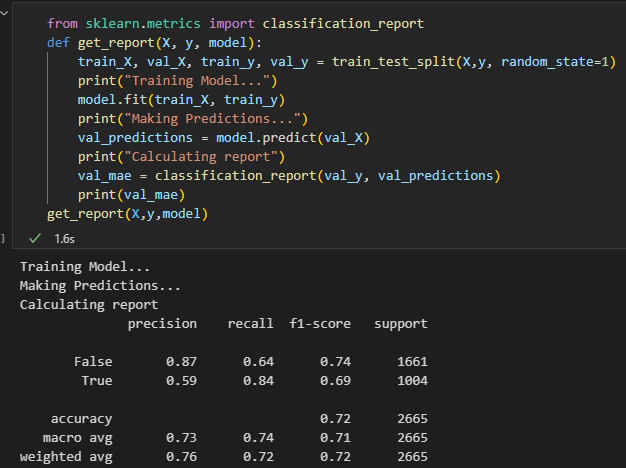 from sklearn.metrics import classification_report
def get_report(X, y, model):
    train_X, val_X, train_y, val_y = train_test_split(X,y, random_state=1)
    print("Training Model...")
    model.fit(train_X, train_y)
    print("Making Predictions...")
    val_predictions = model.predict(val_X)
    print("Calculating report")
    val_mae = classification_report(val_y, val_predictions)
    print(val_mae)
get_report(X,y,model)
] ✓ 1.6s
Training Model...
Making Predictions...
Calculating report
              precision    recall  f1-score   support
       False       0.87      0.64      0.74      1661
        True       0.59      0.84      0.69      1004
    accuracy                           0.72      2665
   macro avg       0.73      0.74      0.71      2665
weighted avg       0.76      0.72      0.72      2665